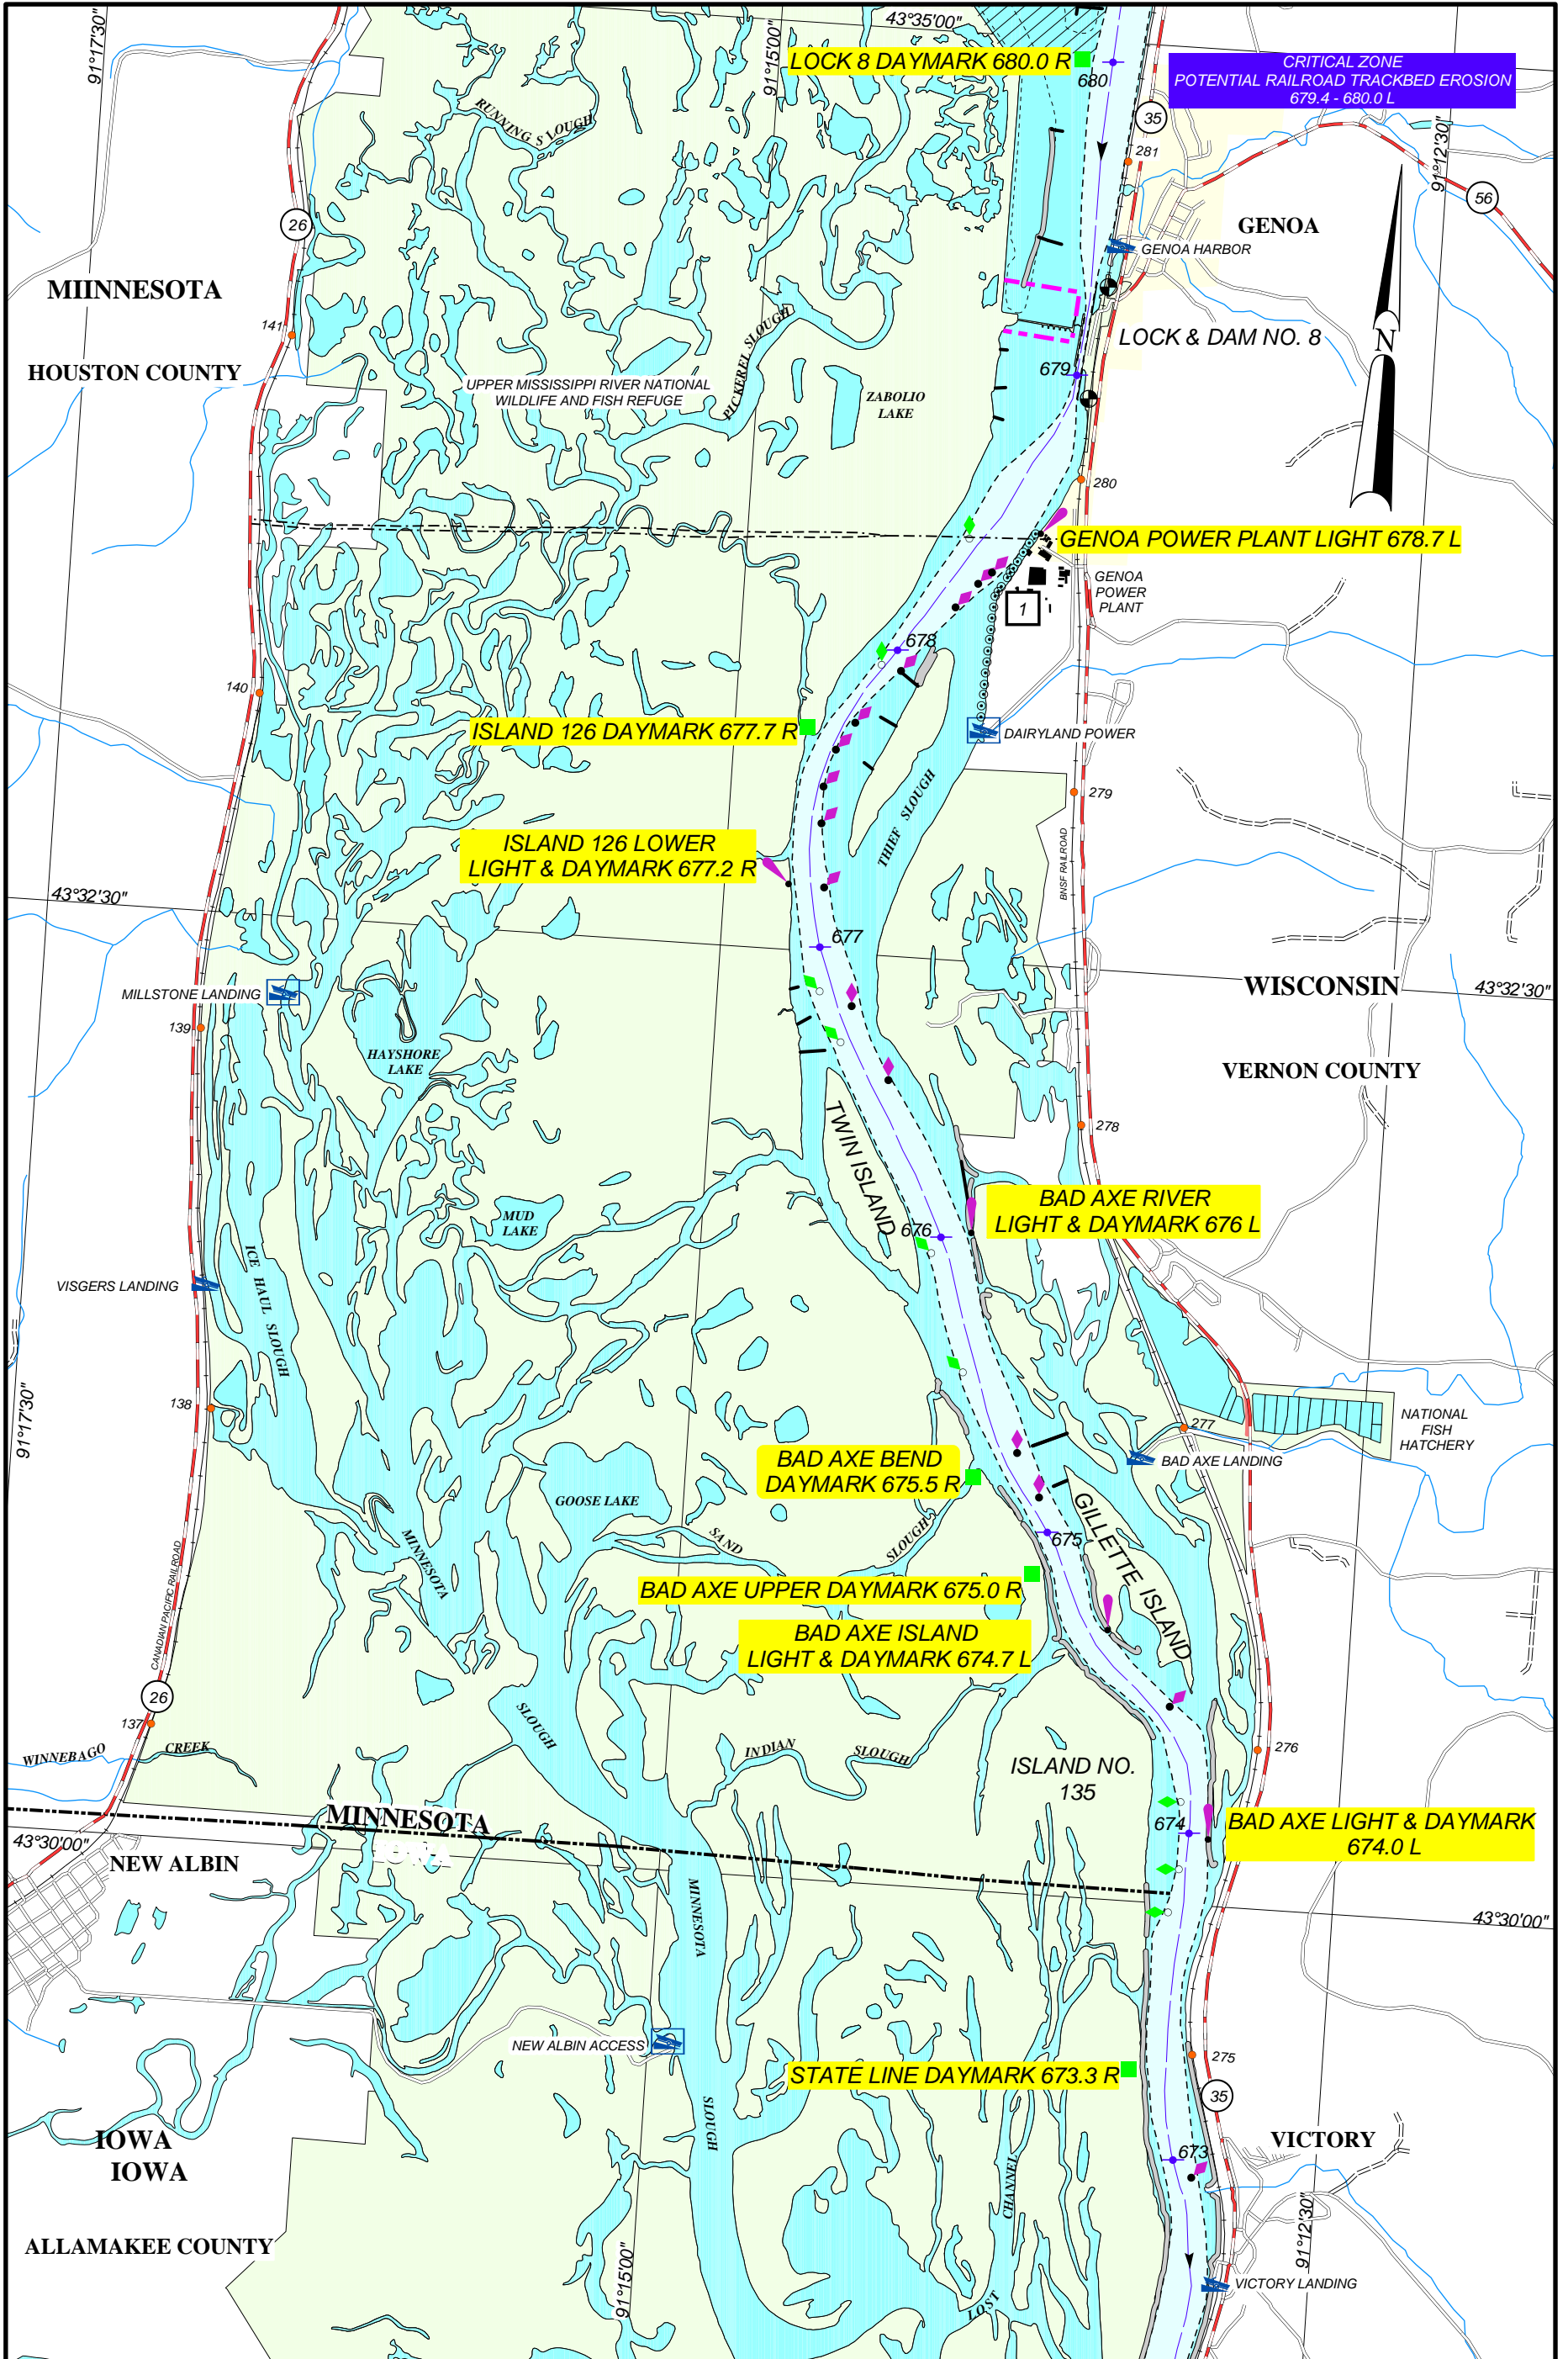 43°35'00"
91°17'30"
91°15'00"
LOCK 8 DAYMARK 680.0 R
680
CRITICAL ZONE
POTENTIAL RAILROAD TRACKBED EROSION
679.4 - 680.0 L
35
281
91°12'30"
56
RUNNING SLOUGH
26
GENOA
GENOA HARBOR
MIINNESOTA
141
LOCK & DAM NO. 8
N
HOUSTON COUNTY
679
UPPER MISSISSIPPI RIVER NATIONAL
WILDLIFE AND FISH REFUGE
PICKEREL SLOUGH
ZABOLIO
LAKE
280
GENOA POWER PLANT LIGHT 678.7 L
GENOA
POWER
PLANT
1
678
140
ISLAND 126 DAYMARK 677.7 R
DAIRYLAND POWER
279
THIEF SLOUGH
ISLAND 126 LOWER
LIGHT & DAYMARK 677.2 R
BNSF RAILROAD
43°32'30"
677
WISCONSIN
43°32'30"
MILLSTONE LANDING
139
HAYSHORE
LAKE
VERNON COUNTY
278
TWIN ISLAND
BAD AXE RIVER
LIGHT & DAYMARK 676 L
MUD
LAKE
676
ICE HAUL SLOUGH
VISGERS LANDING
91°17'30"
138
277
NATIONAL
FISH
HATCHERY
BAD AXE LANDING
BAD AXE BEND
DAYMARK 675.5 R
GOOSE LAKE
GILLETTE ISLAND
SAND
SLOUGH
675
MINNESOTA
CANADIAN PACIFIC RAILROAD
BAD AXE UPPER DAYMARK 675.0 R
BAD AXE ISLAND
LIGHT & DAYMARK 674.7 L
26
137
SLOUGH
WINNEBAGO
CREEK
INDIAN
SLOUGH
276
ISLAND NO.
135
MINNESOTA
IOWA
674
BAD AXE LIGHT & DAYMARK
674.0 L
43°30'00"
NEW ALBIN
MINNESOTA
43°30'00"
NEW ALBIN ACCESS
275
STATE LINE DAYMARK 673.3 R
35
SLOUGH
IOWA
IOWA
VICTORY
673
CHANNEL
91°12'30"
ALLAMAKEE COUNTY
91°15'00"
VICTORY LANDING
LOST